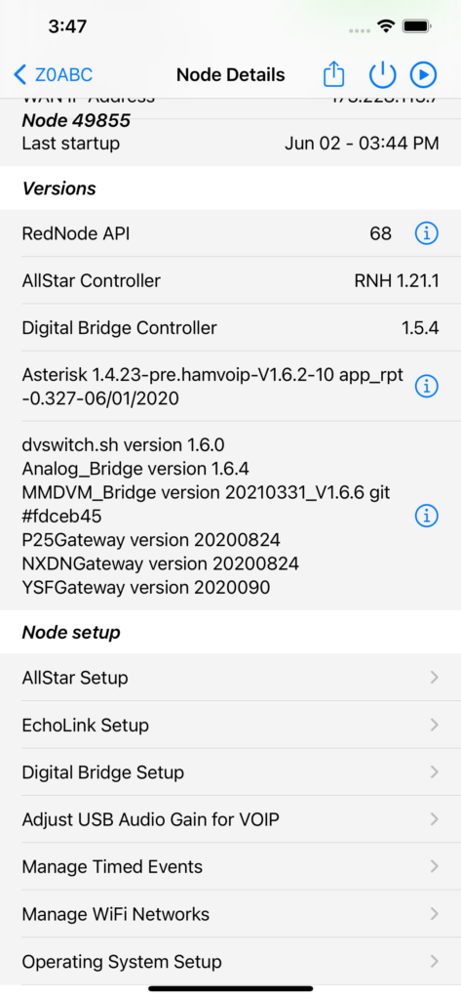 3:47
Z0ABC
Node Details
WAN IP Address
Node 49855
Last startup
Jun 02 - 03:44 PM
Versions
RedNode API
68
AllStar Controller
RNH 1.21.1
Digital Bridge Controller
1.5.4
Asterisk 1.4.23-pre.hamvoip-V1.6.2-10 app_rpt
-0.327-06/01/2020
dvswitch.sh version 1.6.0
Analog_Bridge version 1.6.4
MMDVM_Bridge version 20210331_V1.6.6 git
#fdceb45
P25Gateway version 20200824
NXDNGateway version 20200824
YSFGateway version 2020090
Node setup
AllStar Setup
EchoLink Setup
Digital Bridge Setup
Adjust USB Audio Gain for VOIP
Manage Timed Events
Manage WiFi Networks
Operating System Setup